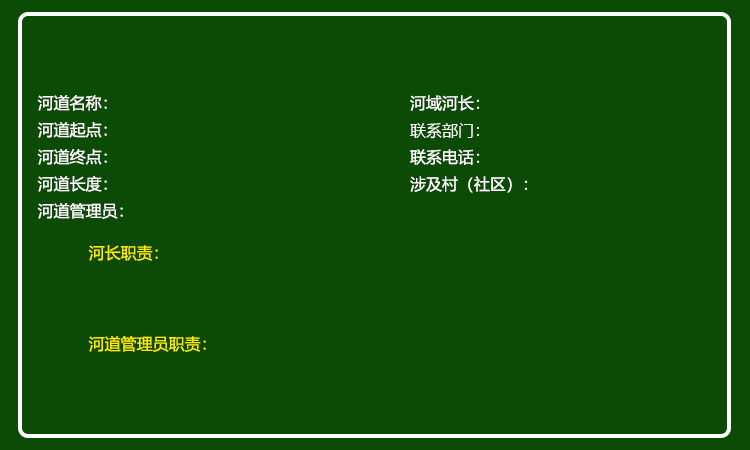 河道名称：
河域河长：
河道起点：
联系部门：
河道终点：
联系电话：
河道长度：
涉及村（社区）：
河道管理员：
河长职责：
河道管理员职责：